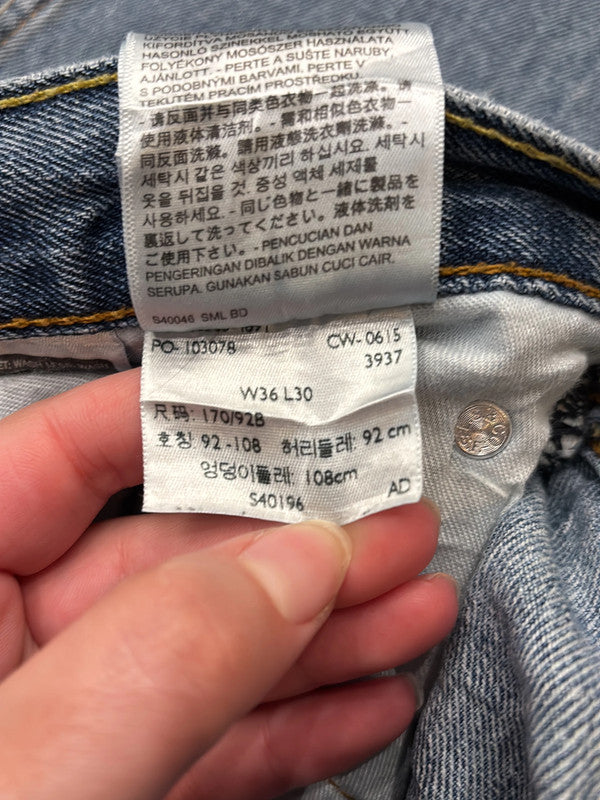 KIFORDÍTVA MOSANDÓ EGYÜTT
HASONLÓ SZINEKKEL MOSANDÓ HASZNÁLATA
FOLYÉKONY MOSÓSZER HASZNÁLATA
AJÁNLOTT. - PERTE A SUŠTE NARUBY,
S PODOBNÝMI BARVAMI. PERTE V
TEKUTÉM PRACÍM PROSTŘEDKU.
请反面并与同类色衣物一起洗涤。请
使用液体清洁剂。- 需和相似色衣物一
同反面洗滌。請用液態洗衣劑洗滌。-
세탁시 같은 색상끼리 하십시요. 세탁시
옷을 뒤집을 것. 중성 액체 세제를
사용하세요. - 同じ色物と一緒に製品を
裏返して洗ってください。液体洗剤を
ご使用下さい。- PENCUCIAN DAN
PENGERINGAN DIBALIK DENGAN WARNA
SERUPA. GUNAKAN SABUN CUCI CAIR.
S40046 SML BD
PO- 103078 CW- 0615
3937
W36 L30
尺码: 170/92B
호칭 92 -108 허리둘레: 92 cm
엉덩이둘레: 108cm
S40196 AD